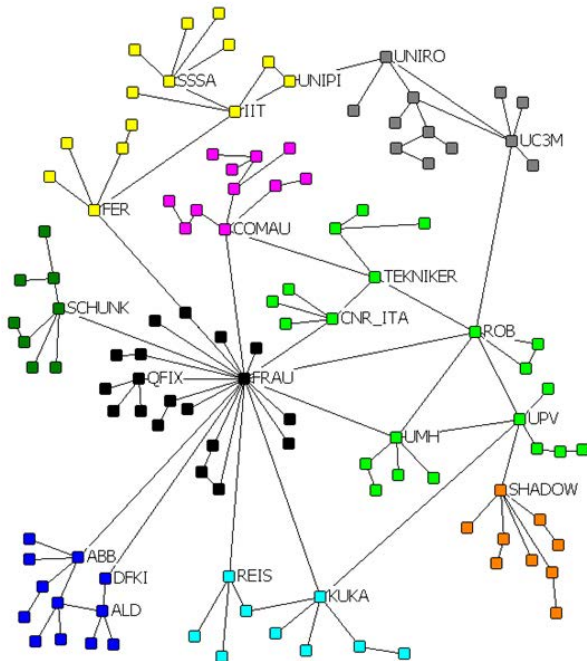 UNIRO
SSSA
UNIPI
IIT
UC3M
FER
COMAU
TEKNIKER
SCHUNK
CNR_ITA
ROB
QFIX
FRAU
UPV
UMH
SHADOW
ABB
DFKI
REIS
KUKA
ALD